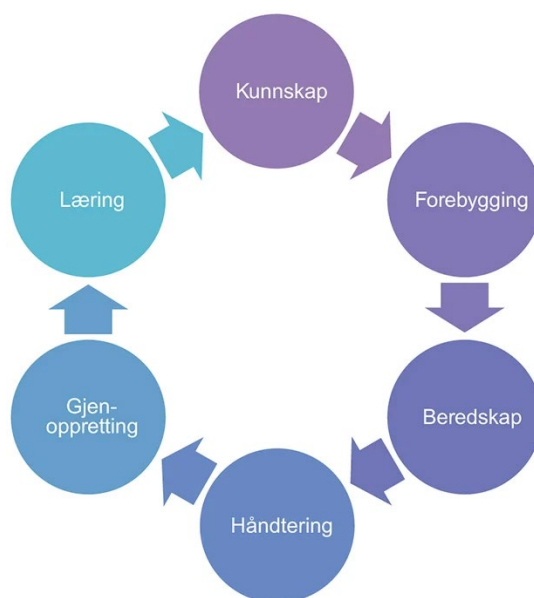 Kunnskap
Forebygging
Beredskap
Håndtering
Gjen-
oppretting
Læring